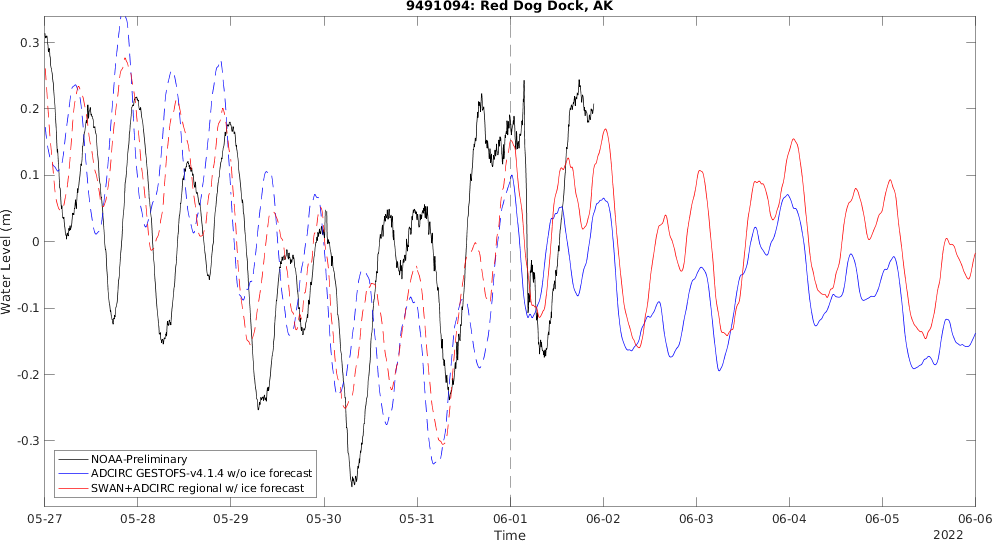 9491094: Red Dog Dock, AK
Water Level (m)
0.3
0.2
0.1
0
-0.1
-0.2
-0.3
NOAA-Preliminary
ADCIRC GESTOFS-v4.1.4 w/o ice forecast
SWAN+ADCIRC regional w/ ice forecast
05-27 05-28 05-29 05-30 05-31 06-01 06-02 06-03 06-04 06-05 06-06
Time
2022